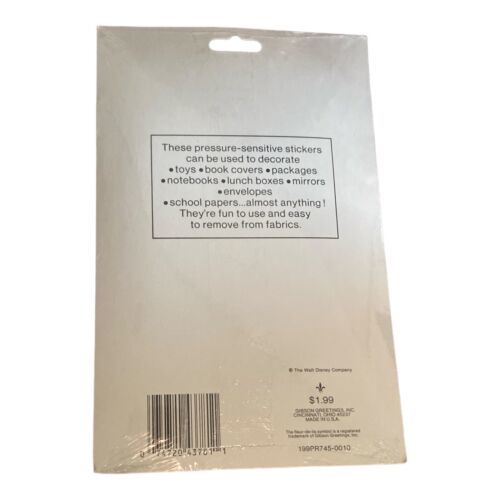 These pressure-sensitive stickers
can be used to decorate
•toys •book covers •packages
•notebooks •lunch boxes •mirrors
•envelopes
•school papers...almost anything!
They're fun to use and easy
to remove from fabrics.
© The Walt Disney Company
$1.99
GIBSON GREETINGS, INC.
CINCINNATI, OHIO 45237
MADE IN U.S.A.
The fleur-de-lis symbol is a registered
trademark of Gibson Greetings, Inc.
199PR745-0010